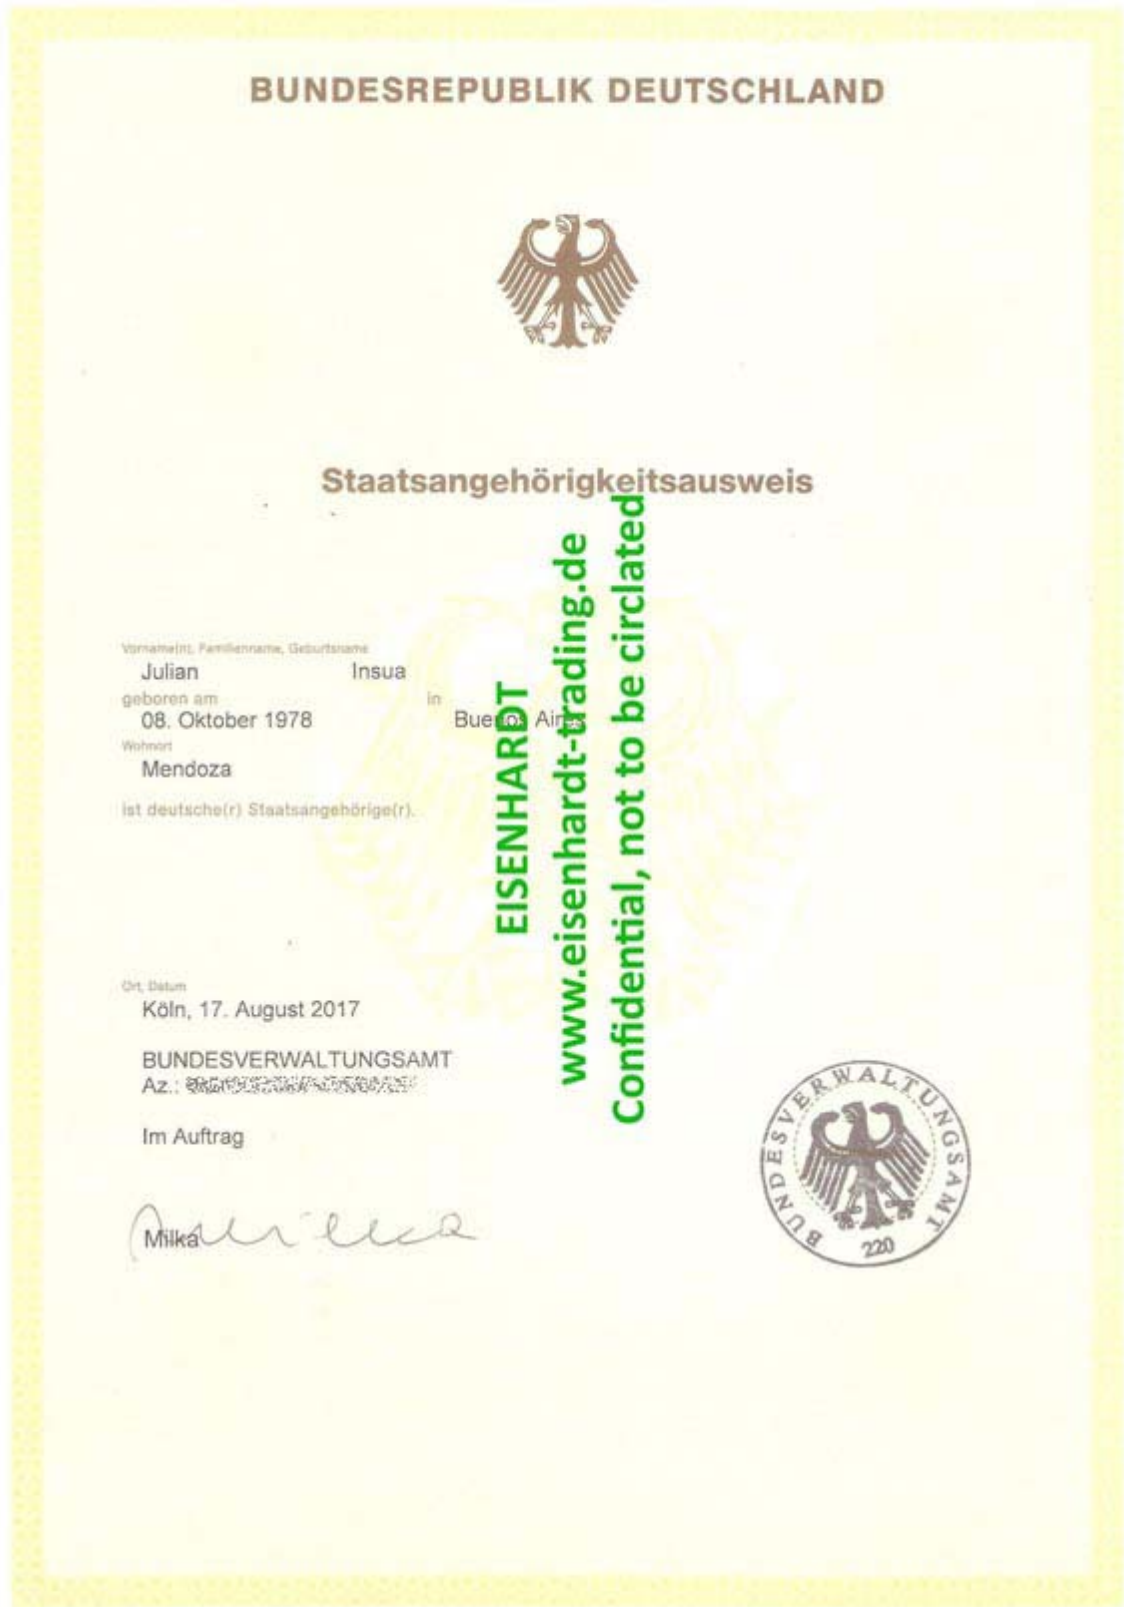 BUNDESREPUBLIK DEUTSCHLAND
Staatsangehörigkeitsausweis
Vorname(n), Familienname, Geburtsname
Julian Insua
geboren am in
08. Oktober 1978 Buenos Aires
Wohnort
Mendoza
ist deutsche(r) Staatsangehörige(r).
EISENHARDT
www.eisenhardt-trading.de
Confidential, not to be circlated
Ort, Datum
Köln, 17. August 2017
BUNDESVERWALTUNGSAMT
Az.:
Im Auftrag
Milka
Milka
BUNDESVERWALTUNGSAMT
220